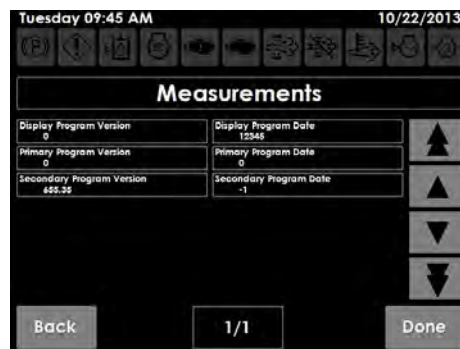 Tuesday 09:45 AM 10/22/2013
(P)
Measurements
Display Program Version Display Program Date
0 12345
Primary Program Version Primary Program Date
0 0
Secondary Program Version Secondary Program Date
655.35 -1
Back 1/1 Done